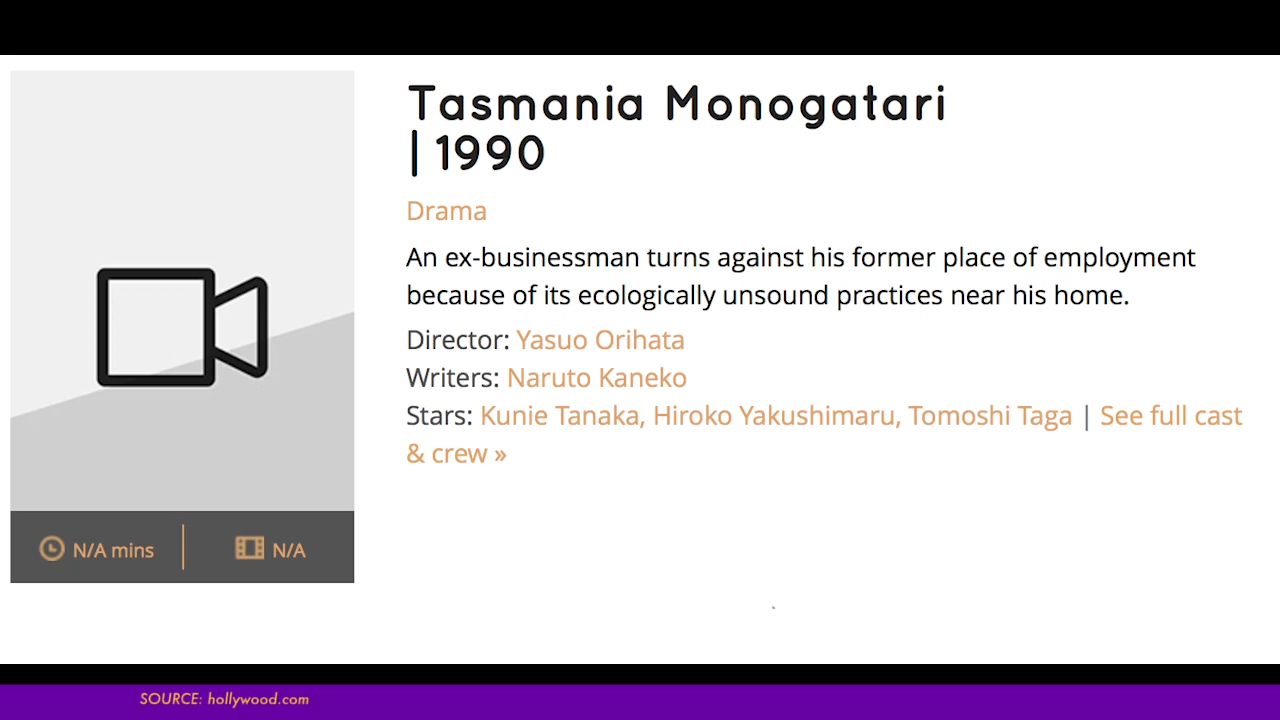 Tasmania Monogatari
| 1990
Drama
An ex-businessman turns against his former place of employment
because of its ecologically unsound practices near his home.
Director: Yasuo Orihata
Writers: Naruto Kaneko
Stars: Kunie Tanaka, Hiroko Yakushimaru, Tomoshi Taga | See full cast
& crew »
N/A mins
N/A
SOURCE: hollywood.com